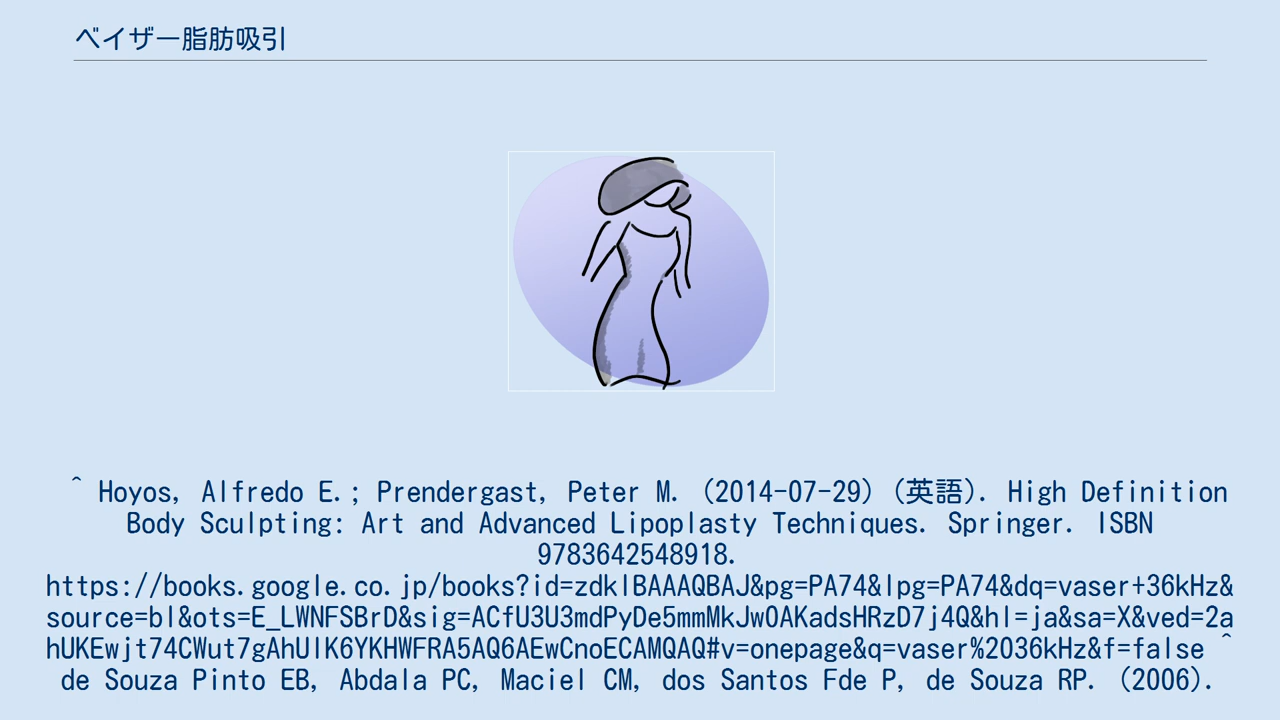 ベイザー脂肪吸引
^ Hoyos, Alfredo E.; Prendergast, Peter M. (2014-07-29) (英語). High Definition
Body Sculpting: Art and Advanced Lipoplasty Techniques. Springer. ISBN
9783642548918.
https://books.google.co.jp/books?id=zdklBAAAQBAJ&pg=PA74&lpg=PA74&dq=vaser+36kHz&
source=bl&ots=E_LWNFSBrD&sig=ACfU3U3mdPyDe5mmMkJwOAKadsHRzD7j4Q&hl=ja&sa=X&ved=2a
hUKEwjt74CWut7gAhUlK6YKHWFRA5AQ6AEwCnoECAMQAQ#v=onepage&q=vaser%2036kHz&f=false ^
de Souza Pinto EB, Abdala PC, Maciel CM, dos Santos Fde P, de Souza RP. (2006).